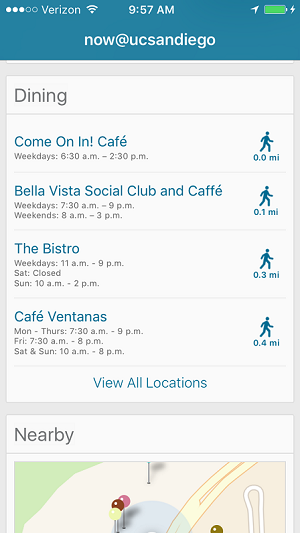 Verizon 9:57 AM
now@ucsandiego
Dining
Come On In! Café
Weekdays: 6:30 a.m. – 2:30 p.m.
0.0 mi
Bella Vista Social Club and Caffé
Weekdays: 7:30 a.m. – 9 p.m.
Weekends: 8 a.m. – 3 p.m.
0.1 mi
The Bistro
Weekdays: 11 a.m. - 9 p.m.
Sat: Closed
Sun: 10 a.m. - 2 p.m.
0.3 mi
Café Ventanas
Mon - Thurs: 7:30 a.m. - 9 p.m.
Fri: 7:30 a.m. - 8 p.m.
Sat & Sun: 10 a.m. - 8 p.m.
0.4 mi
View All Locations
Nearby